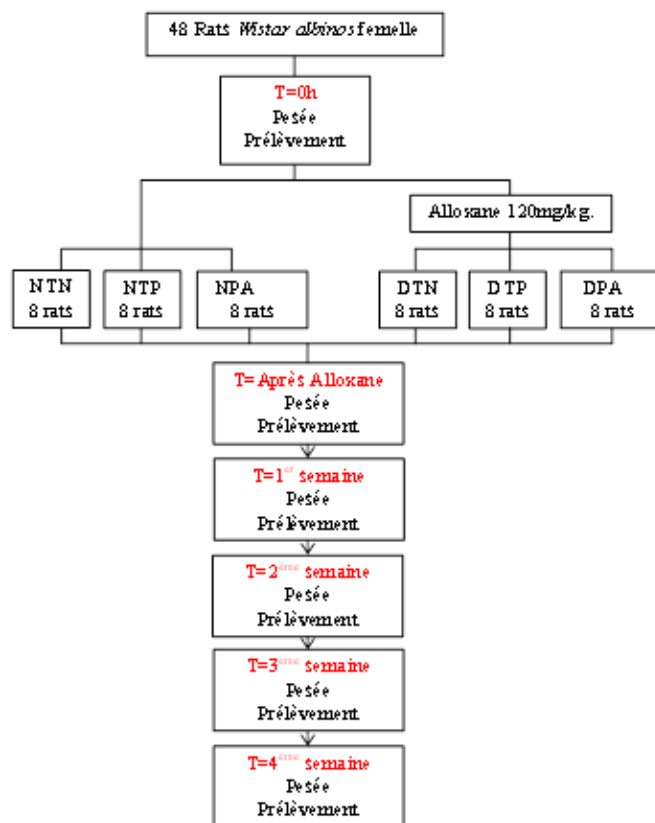 48 Rats Wistar albinos femelle
T=0h
Pesée
Prélèvement
Alloxane 120mg/kg.
NTN
8 rats
NTP
8 rats
NPA
8 rats
DTN
8 rats
DTP
8 rats
DPA
8 rats
T= Après Alloxane
Pesée
Prélèvement
T=1er semaine
Pesée
Prélèvement
T=2ème semaine
Pesée
Prélèvement
T=3ème semaine
Pesée
Prélèvement
T=4ème semaine
Pesée
Prélèvement